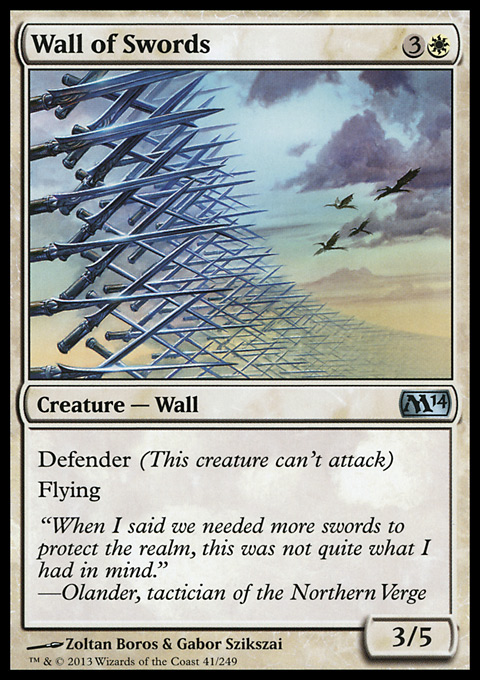 Wall of Swords 3
Creature — Wall M14
Defender (This creature can't attack)
Flying
“When I said we needed more swords to
protect the realm, this was not quite what I
had in mind.”
—Olander, tactician of the Northern Verge
3/5
Zoltan Boros & Gabor Szikszai
™ & © 2013 Wizards of the Coast 41/249